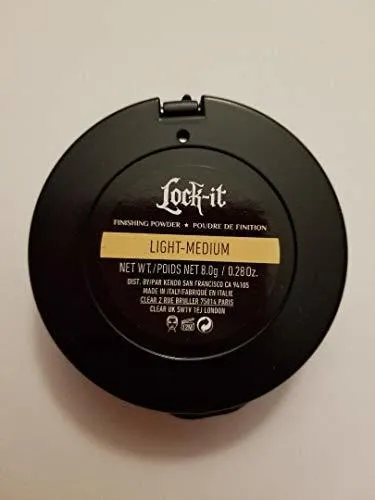 Lock-it
FINISHING POWDER ★ POUDRE DE FINITION
LIGHT-MEDIUM
NET WT./POIDS NET 8.0g / 0.28 Oz.
DIST. BY/PAR KENDO SAN FRANCISCO CA 94105
MADE IN ITALY/FABRIQUÉ EN ITALIE
CLEAR 2 RUE BRULLER 75014 PARIS
CLEAR UK SW1V 1EJ LONDON
12M